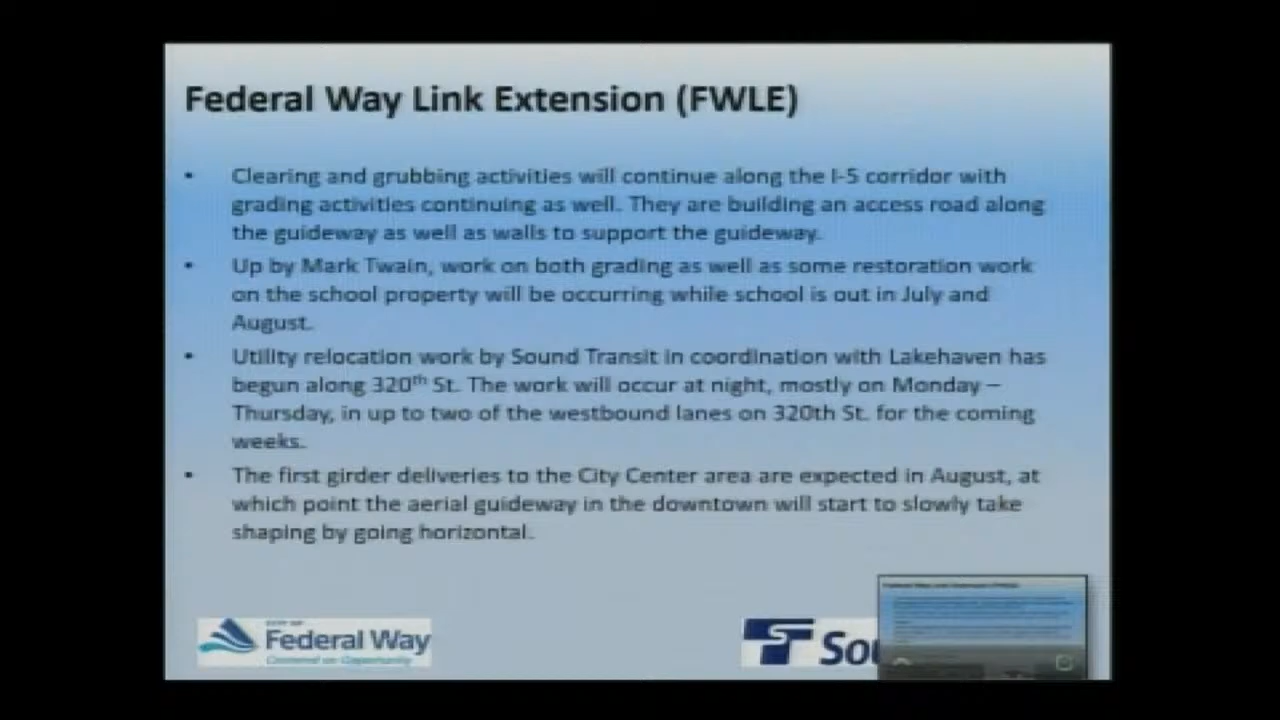 Federal Way Link Extension (FWLE)
• Clearing and grubbing activities will continue along the I-5 corridor with
grading activities continuing as well. They are building an access road along
the guideway as well as walls to support the guideway.
• Up by Mark Twain, work on both grading as well as some restoration work
on the school property will be occurring while school is out in July and
August.
• Utility relocation work by Sound Transit in coordination with Lakehaven has
begun along 320th St. The work will occur at night, mostly on Monday –
Thursday, in up to two of the westbound lanes on 320th St. for the coming
weeks.
• The first girder deliveries to the City Center area are expected in August, at
which point the aerial guideway in the downtown will start to slowly take
shaping by going horizontal.
CITY OF
Federal Way
Centered on Opportunity
Sou